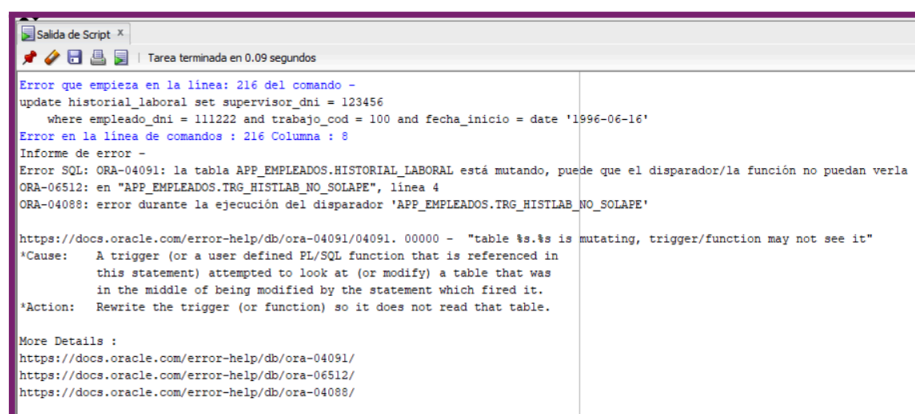 Salida de Script x
Tarea terminada en 0.09 segundos
Error que empieza en la línea: 216 del comando -
update historial_laboral set supervisor_dni = 123456
where empleado_dni = 111222 and trabajo_cod = 100 and fecha_inicio = date '1996-06-16'
Error en la línea de comandos : 216 Columna : 8
Informe de error -
Error SQL: ORA-04091: la tabla APP_EMPLEADOS.HISTORIAL_LABORAL está mutando, puede que el disparador/la función no puedan verla
ORA-06512: en "APP_EMPLEADOS.TRG_HISTLAB_NO_SOLAPE", línea 4
ORA-04088: error durante la ejecución del disparador 'APP_EMPLEADOS.TRG_HISTLAB_NO_SOLAPE'
https://docs.oracle.com/error-help/db/ora-04091/04091. 00000 - "table %s.%s is mutating, trigger/function may not see it"
*Cause: A trigger (or a user defined PL/SQL function that is referenced in
this statement) attempted to look at (or modify) a table that was
in the middle of being modified by the statement which fired it.
*Action: Rewrite the trigger (or function) so it does not read that table.
More Details :
https://docs.oracle.com/error-help/db/ora-04091/
https://docs.oracle.com/error-help/db/ora-06512/
https://docs.oracle.com/error-help/db/ora-04088/